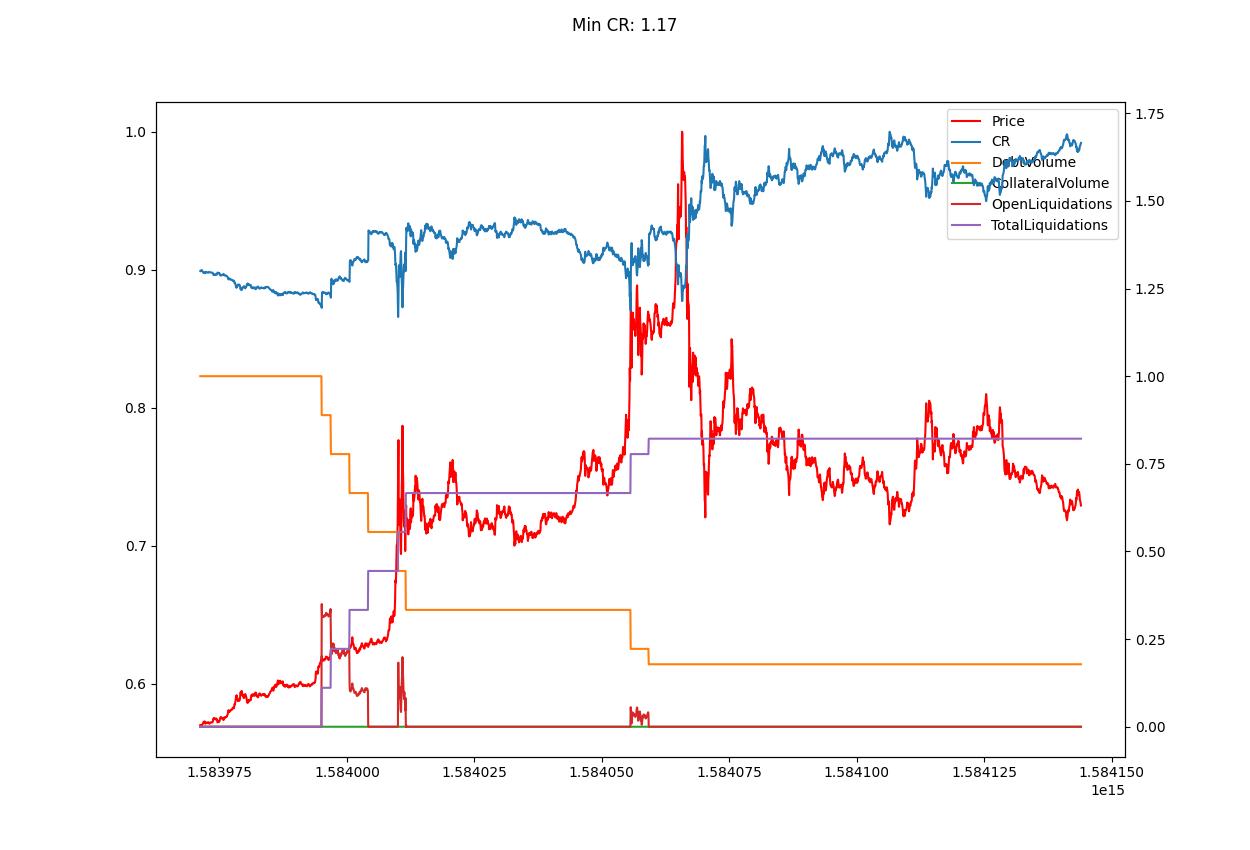 Min CR: 1.17
1.0
0.9
0.8
0.7
0.6
1.75
1.50
1.25
1.00
0.75
0.50
0.25
0.00
Price
CR
DebtVolume
CollateralVolume
OpenLiquidations
TotalLiquidations
1.583975 1.584000 1.584025 1.584050 1.584075 1.584100 1.584125 1.584150
1e15